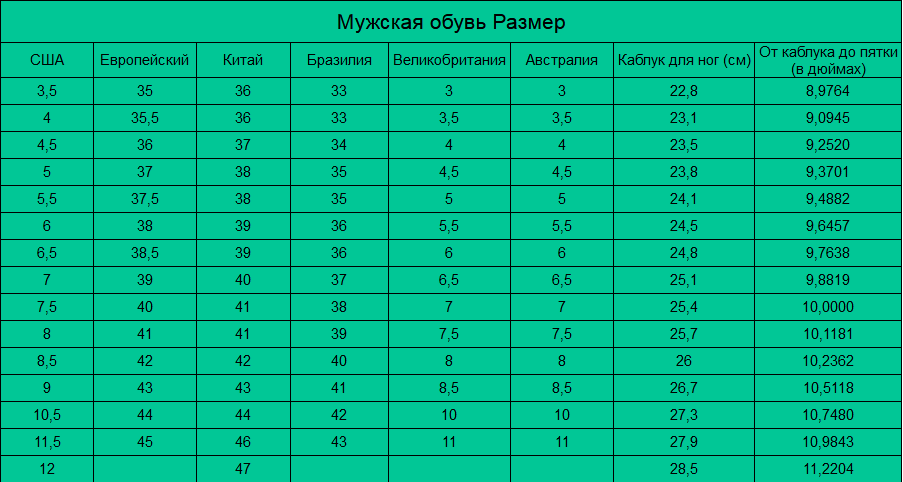 Мужская обувь Размер
США Европейский Китай Бразилия Великобритания Австралия Каблук для ног (см) От каблука до пятки (в дюймах)
3,5 35 36 33 3 3 22,8 8,9764
4 35,5 36 33 3,5 3,5 23,1 9,0945
4,5 36 37 34 4 4 23,5 9,2520
5 37 38 35 4,5 4,5 23,8 9,3701
5,5 37,5 38 35 5 5 24,1 9,4882
6 38 39 36 5,5 5,5 24,5 9,6457
6,5 38,5 39 36 6 6 24,8 9,7638
7 39 40 37 6,5 6,5 25,1 9,8819
7,5 40 41 38 7 7 25,4 10,0000
8 41 41 39 7,5 7,5 25,7 10,1181
8,5 42 42 40 8 8 26 10,2362
9 43 43 41 8,5 8,5 26,7 10,5118
10,5 44 44 42 10 10 27,3 10,7480
11,5 45 46 43 11 11 27,9 10,9843
12 47 28,5 11,2204